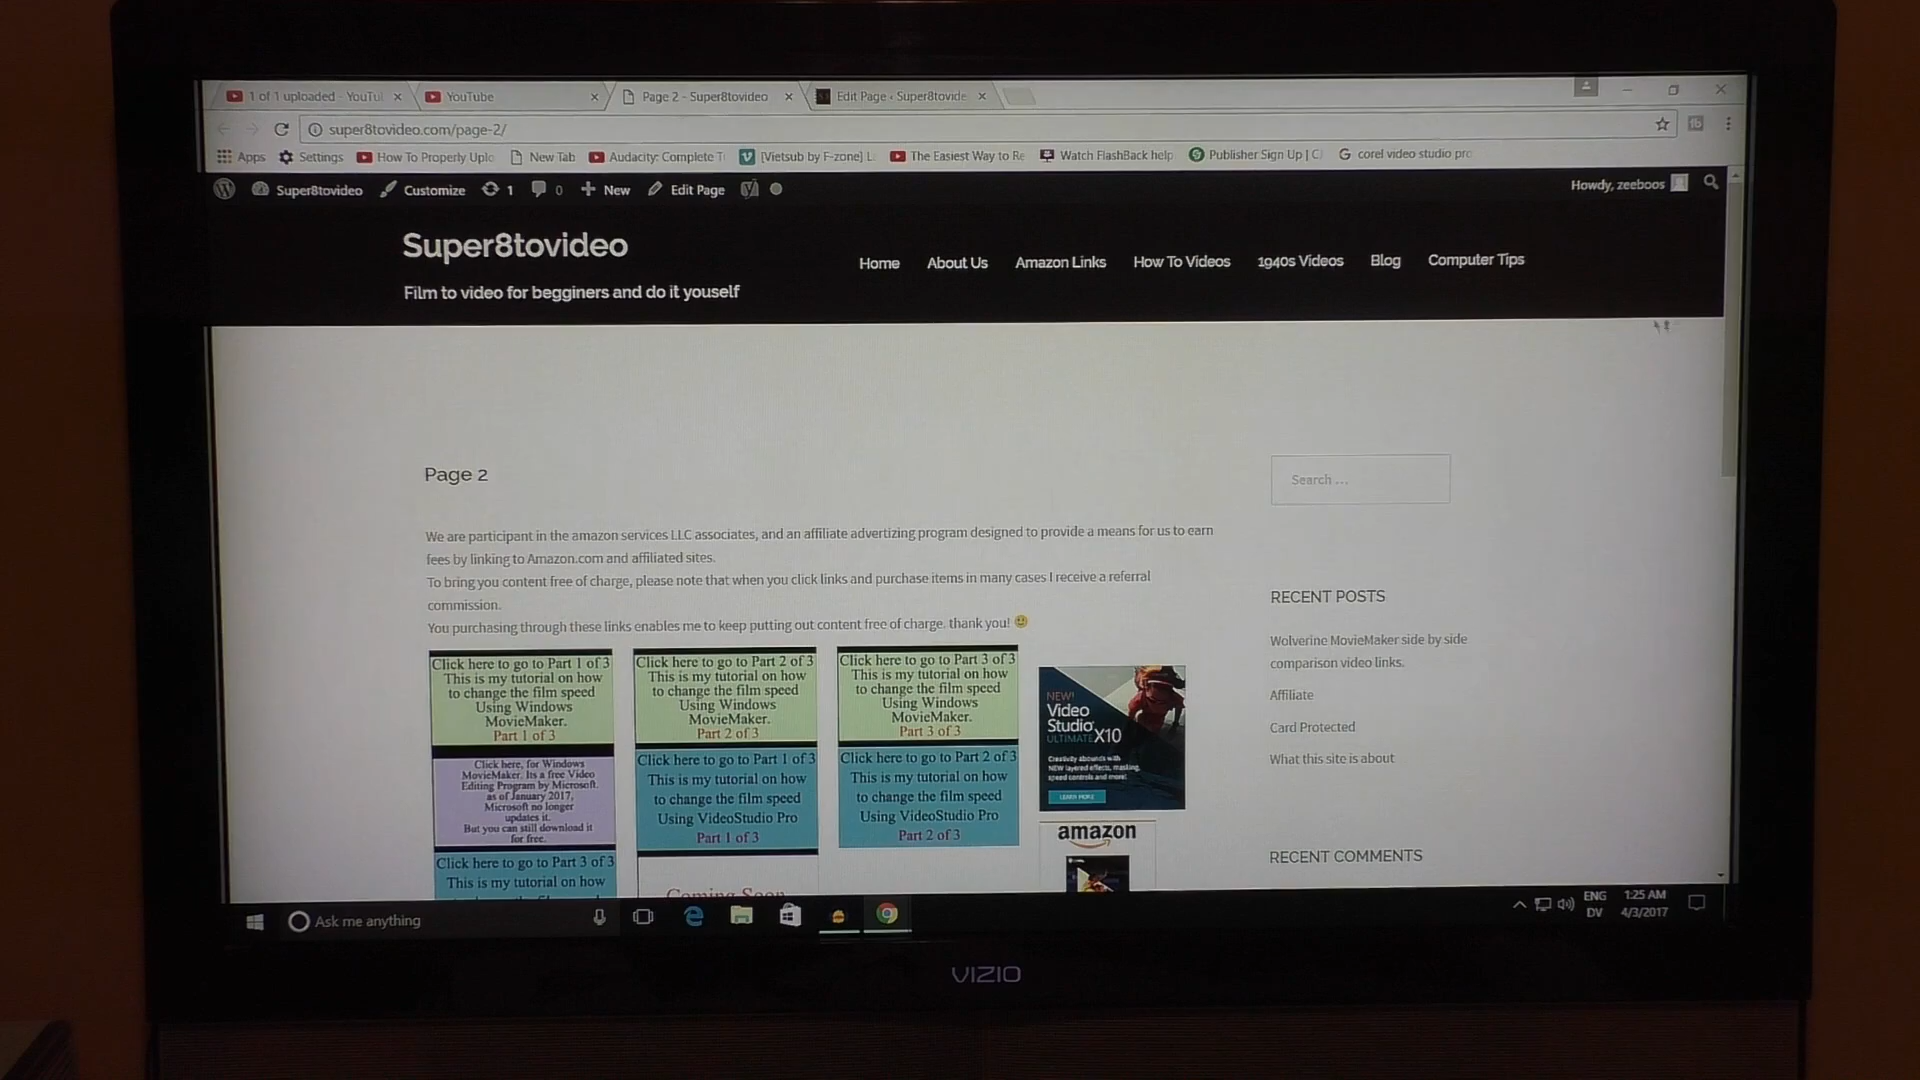 1 of 1 uploaded - YouTul
YouTube
Page 2 - Super8tovideo
Edit Page ‹ Super8tovide
super8tovideo.com/page-2/
Apps
Settings
How To Properly Uplo
New Tab
Audacity: Complete T
[Vietsub by F-zone] L
The Easiest Way to Re
Watch FlashBack help
Publisher Sign Up | C
corel video studio pro
Super8tovideo
Customize
1
0
New
Edit Page
Howdy, zeeboos
Super8tovideo
Film to video for begginers and do it youself
Home
About Us
Amazon Links
How To Videos
1940s Videos
Blog
Computer Tips
Page 2
We are participant in the amazon services LLC associates, and an affiliate advertizing program designed to provide a means for us to earn
fees by linking to Amazon.com and affiliated sites.
To bring you content free of charge, please note that when you click links and purchase items in many cases I receive a referral
commission.
You purchasing through these links enables me to keep putting out content free of charge. thank you! 🙂
Click here to go to Part 1 of 3
This is my tutorial on how
to change the film speed
Using Windows
MovieMaker.
Part 1 of 3
Click here, for Windows
MovieMaker. Its a free Video
Editing Program by Microsoft.
as of January 2017,
Microsoft no longer
updates it.
But you can still download it
for free.
Click here to go to Part 3 of 3
This is my tutorial on how
Click here to go to Part 2 of 3
This is my tutorial on how
to change the film speed
Using Windows
MovieMaker.
Part 2 of 3
Click here to go to Part 1 of 3
This is my tutorial on how
to change the film speed
Using VideoStudio Pro
Part 1 of 3
Coming Soon
Click here to go to Part 3 of 3
This is my tutorial on how
to change the film speed
Using Windows
MovieMaker.
Part 3 of 3
Click here to go to Part 2 of 3
This is my tutorial on how
to change the film speed
Using VideoStudio Pro
Part 2 of 3
NEW!
Video
Studio
ULTIMATE X10
Creativity abounds with
NEW layered effects, masking,
speed controls and more!
LEARN MORE
amazon
Search ...
RECENT POSTS
Wolverine MovieMaker side by side
comparison video links.
Affiliate
Card Protected
What this site is about
RECENT COMMENTS
Ask me anything
ENG
DV
1:25 AM
4/3/2017
VIZIO